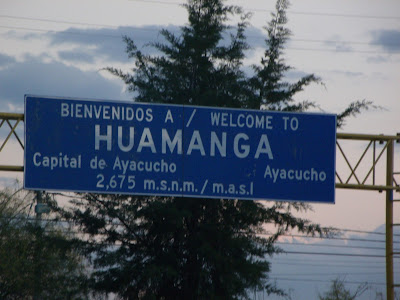 BIENVENIDOS A / WELCOME TO
HUAMANGA
Capital de Ayacucho Ayacucho
2,675 m.s.n.m. / m.a.s.l